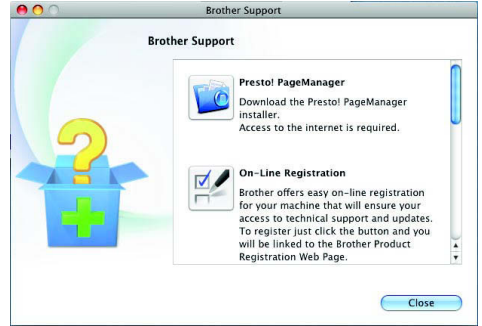 Brother Support
Brother Support
Presto! PageManager
Download the Presto! PageManager
installer.
Access to the internet is required.
On-Line Registration
Brother offers easy on-line registration
for your machine that will ensure your
access to technical support and updates.
To register just click the button and you
will be linked to the Brother Product
Registration Web Page.
Close